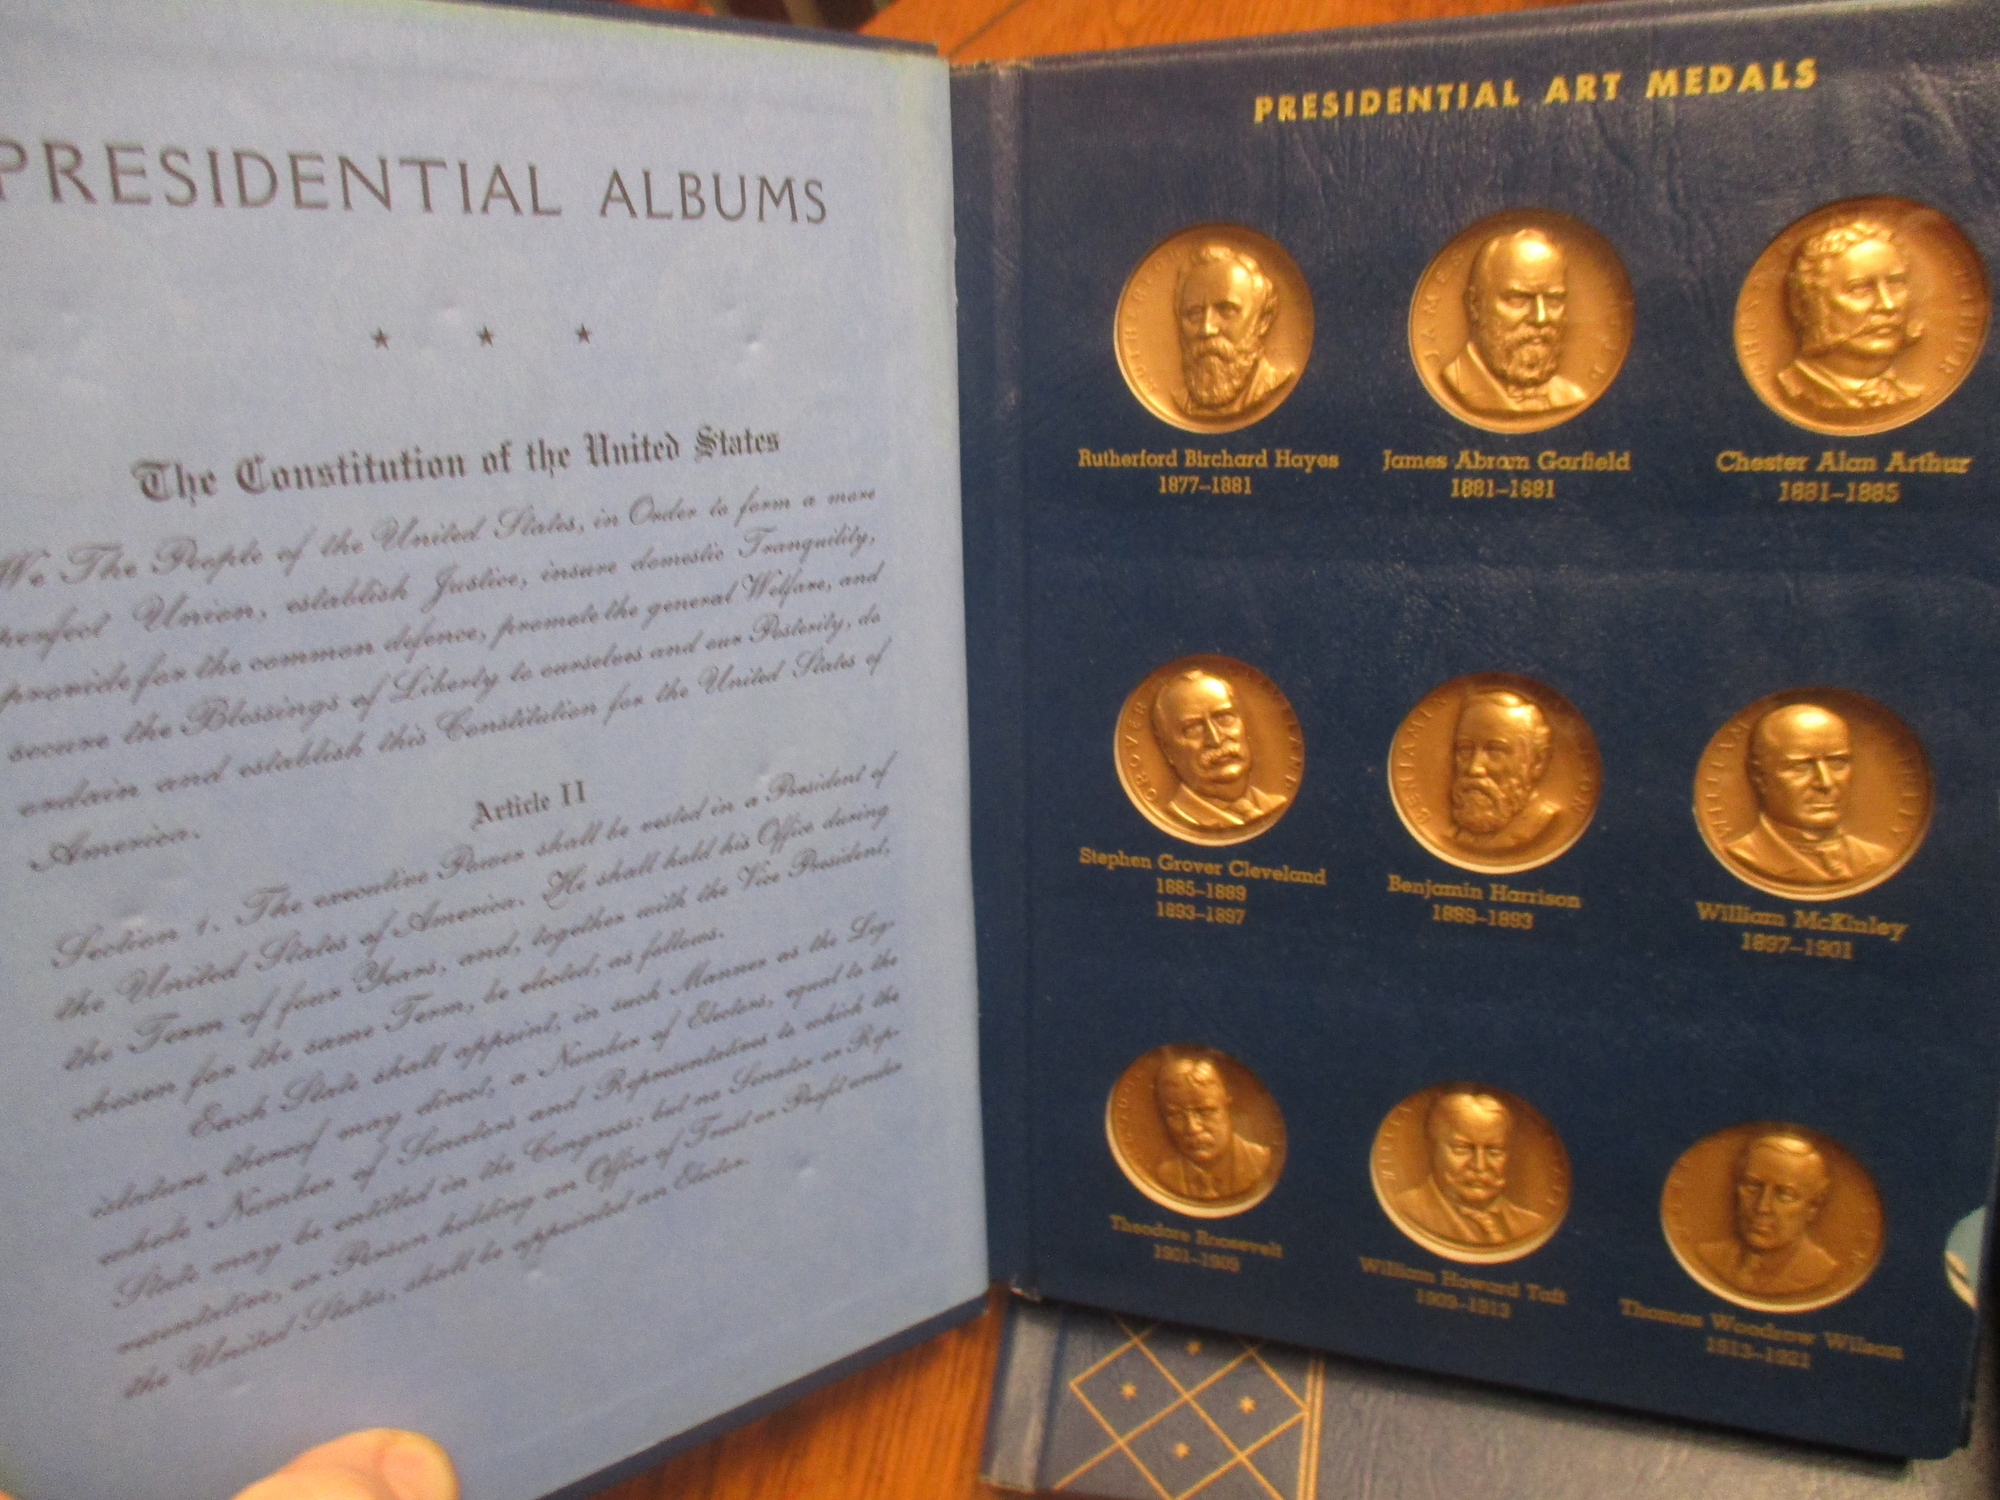 PRESIDENTIAL ALBUMS
The Constitution of the United States
We The People of the United States, in Order to form a more
perfect Union, establish Justice, insure domestic Tranquility,
provide for the common defence, promote the general Welfare, and
secure the Blessings of Liberty to ourselves and our Posterity, do
ordain and establish this Constitution for the United States of
America.
Article II
Section 1. The executive Power shall be vested in a President of
the United States of America. He shall hold his Office during
the Term of four Years, and, together with the Vice President,
chosen for the same Term, be elected, as follows.
Each State shall appoint, in such Manner as the Leg-
islature thereof may direct, a Number of Electors, equal to the
whole Number of Senators and Representatives to which the
State may be entitled in the Congress: but no Senator or Rep-
resentative, or Person holding an Office of Trust or Profit under
the United States, shall be appointed an Elector.
PRESIDENTIAL ART MEDALS
Rutherford Birchard Hayes
1877–1881
James Abram Garfield
1881–1881
Chester Alan Arthur
1881–1885
GROVER
Stephen Grover Cleveland
1885–1889
1893–1897
BENJAMIN
Benjamin Harrison
1889–1893
WILLIAM
William McKinley
1897–1901
Theodore Roosevelt
1901–1909
William Howard Taft
1909–1913
Thomas Woodrow Wilson
1913–1921